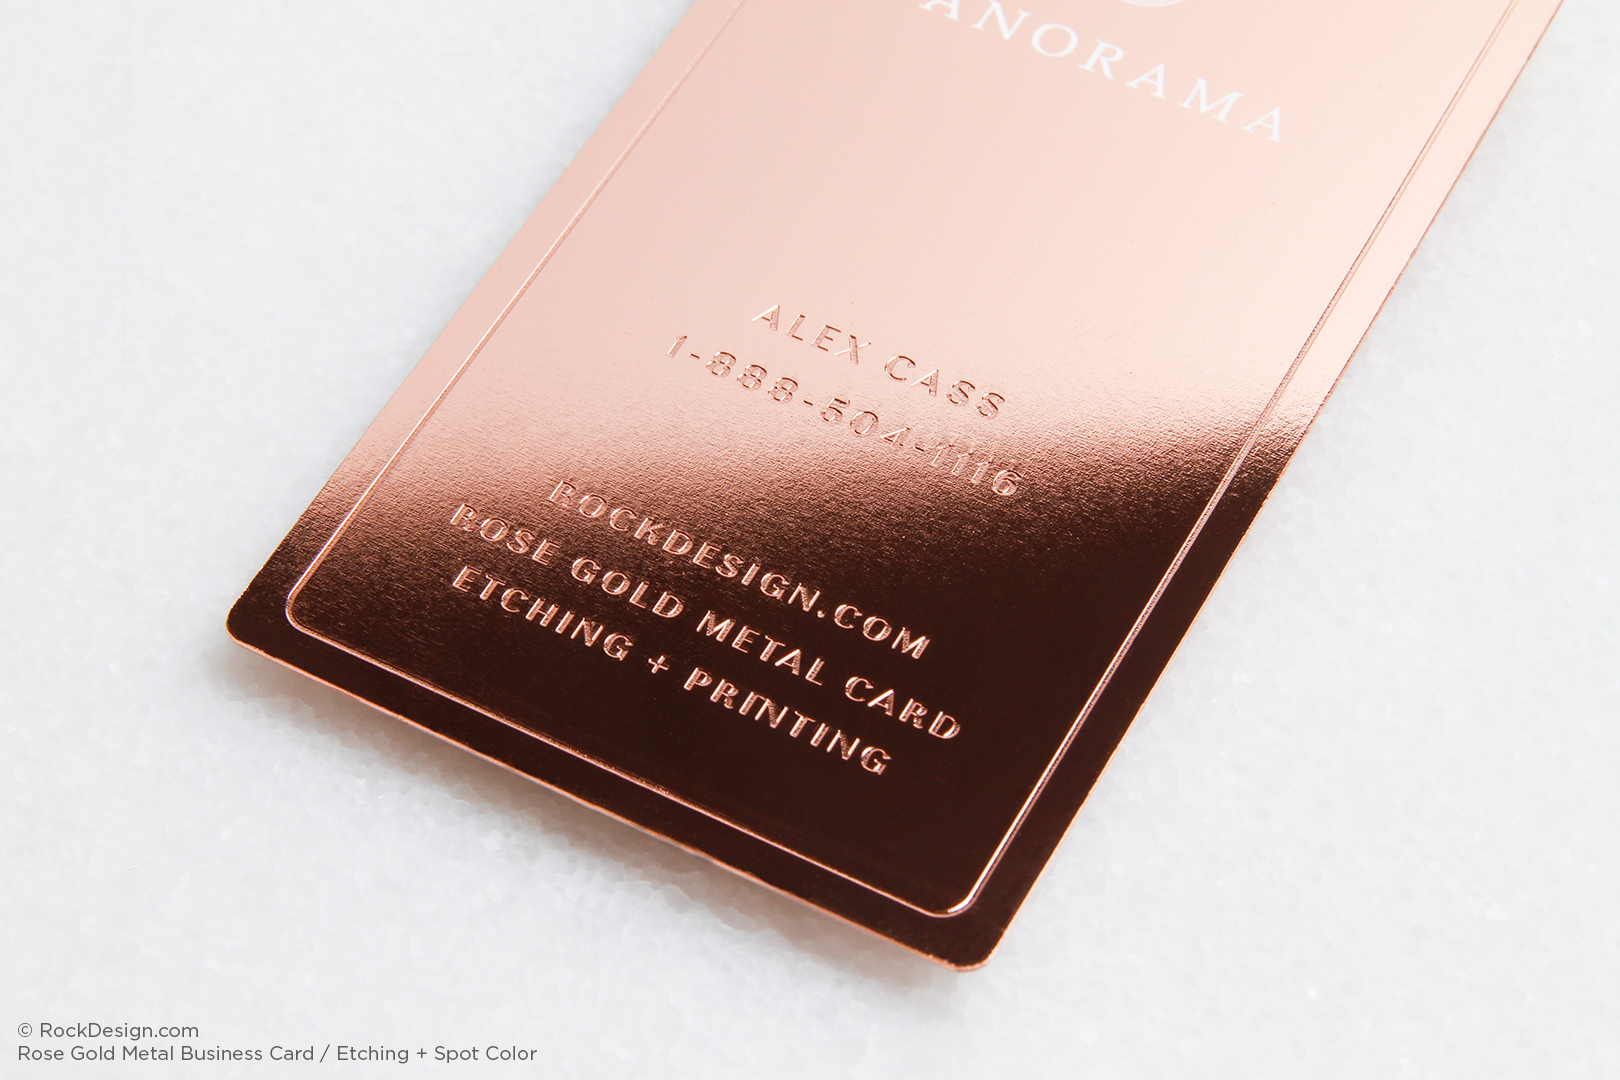 ANORAMA
ALEX CASS
1-888-504-1116
ROCKDESIGN.COM
ROSE GOLD METAL CARD
ETCHING + PRINTING
© RockDesign.com
Rose Gold Metal Business Card / Etching + Spot Color